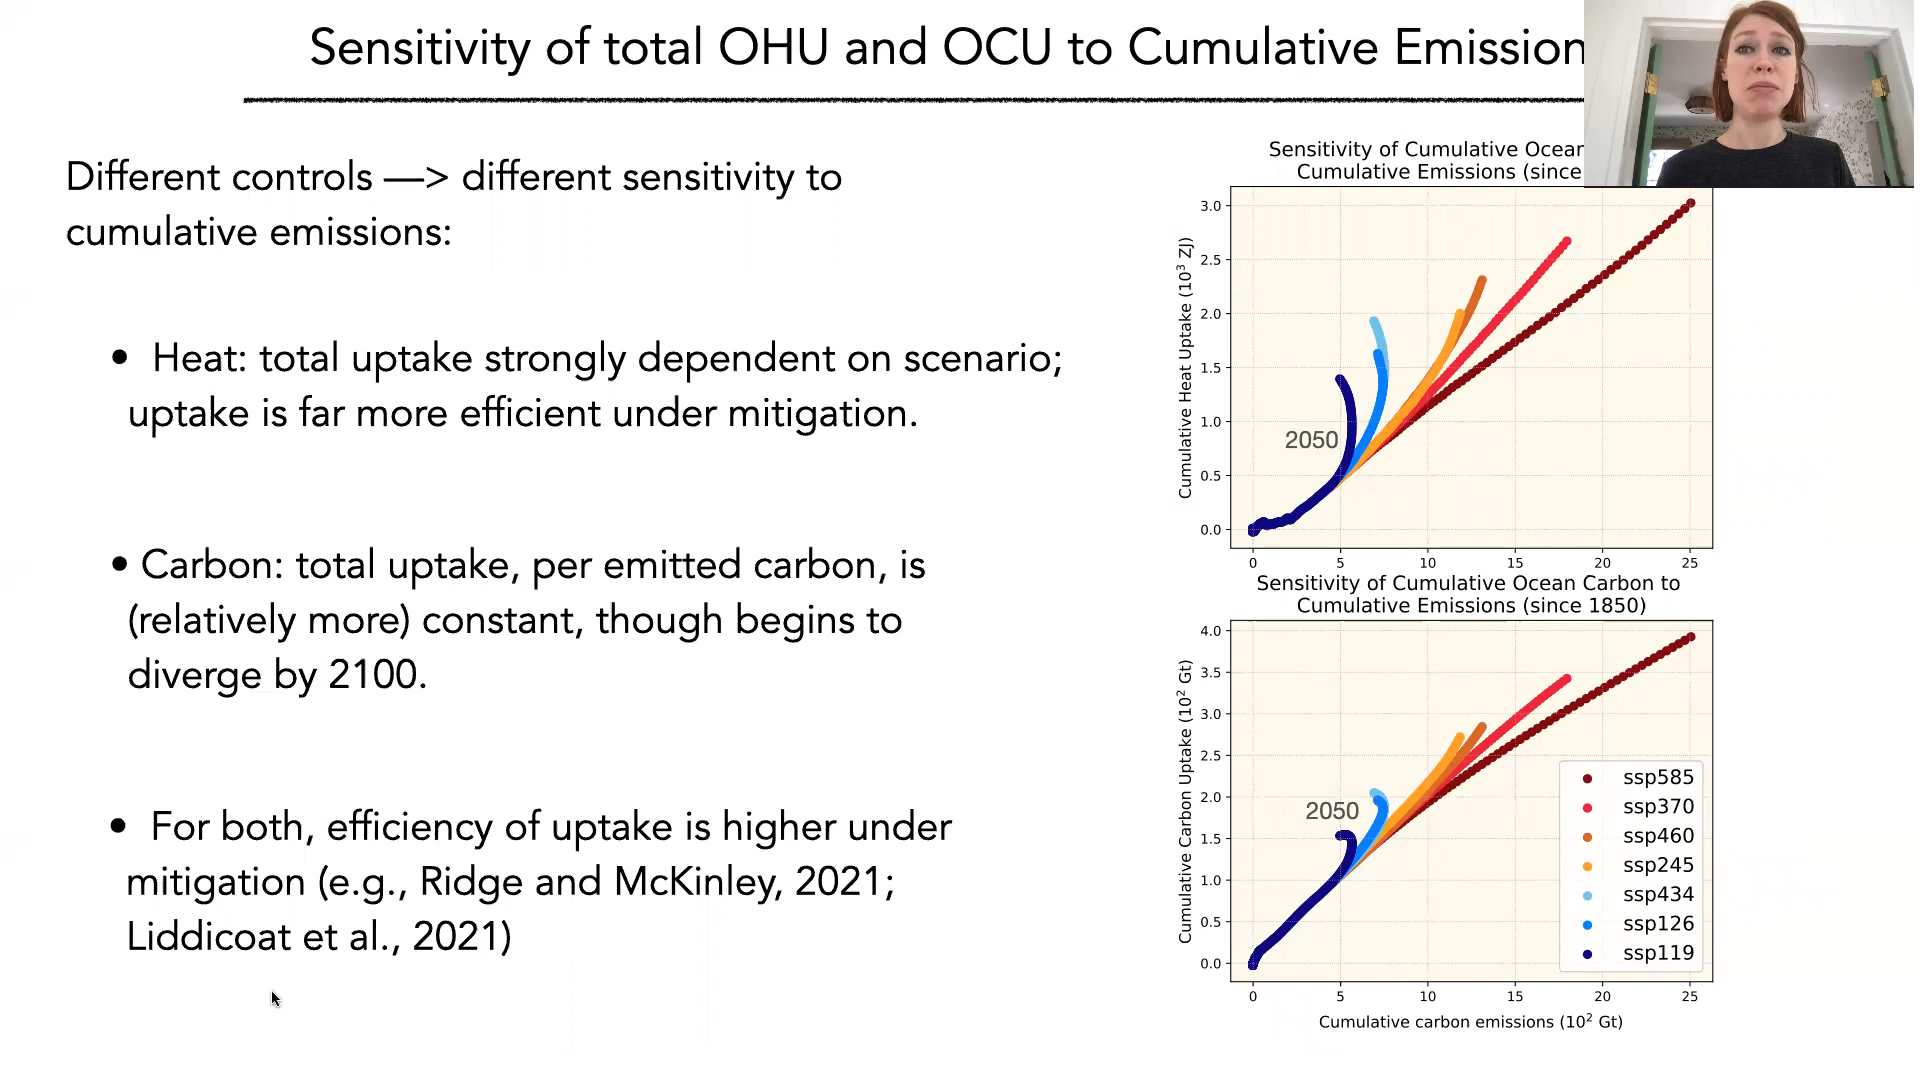 Sensitivity of total OHU and OCU to Cumulative Emission
Different controls —> different sensitivity to
cumulative emissions:
• Heat: total uptake strongly dependent on scenario;
uptake is far more efficient under mitigation.
• Carbon: total uptake, per emitted carbon, is
(relatively more) constant, though begins to
diverge by 2100.
• For both, efficiency of uptake is higher under
mitigation (e.g., Ridge and McKinley, 2021;
Liddicoat et al., 2021)
Sensitivity of Cumulative Ocean
Cumulative Emissions (since
Cumulative Heat Uptake (10³ ZJ)
3.0
2.5
2.0
1.5
1.0
0.5
0.0
2050
0 5 10 15 20 25
Sensitivity of Cumulative Ocean Carbon to
Cumulative Emissions (since 1850)
Cumulative Carbon Uptake (10² Gt)
4.0
3.5
3.0
2.5
2.0
1.5
1.0
0.5
0.0
2050
ssp585
ssp370
ssp460
ssp245
ssp434
ssp126
ssp119
0 5 10 15 20 25
Cumulative carbon emissions (10² Gt)